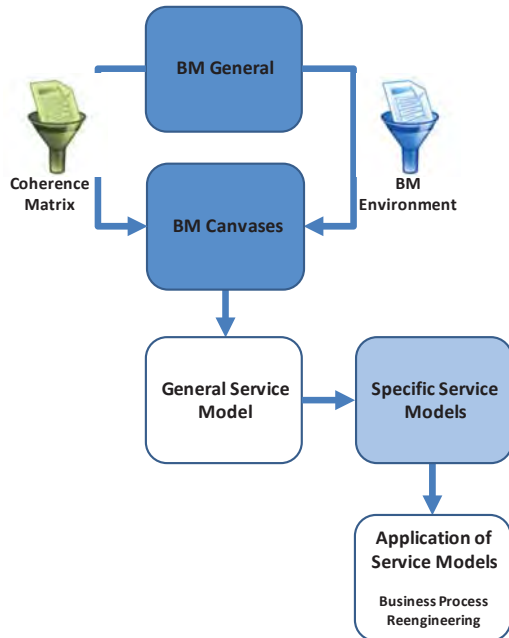 BM General
Coherence
Matrix
BM
Environment
BM Canvases
General Service
Model
Specific Service
Models
Application of
Service Models
Business Process
Reengineering